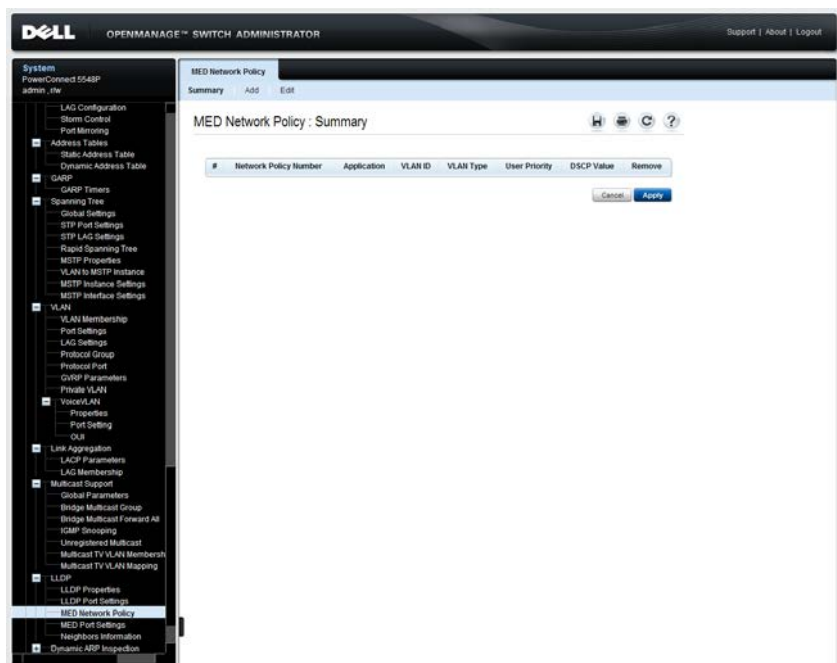 DELL
OPENMANAGE™ SWITCH ADMINISTRATOR
Support | About | Logout
System
PowerConnect 5548P
admin , r/w
LAG Configuration
Storm Control
Port Mirroring
Address Tables
Static Address Table
Dynamic Address Table
GARP
GARP Timers
Spanning Tree
Global Settings
STP Port Settings
STP LAG Settings
Rapid Spanning Tree
MSTP Properties
VLAN to MSTP Instance
MSTP Instance Settings
MSTP Interface Settings
VLAN
VLAN Membership
Port Settings
LAG Settings
Protocol Group
Protocol Port
GVRP Parameters
Private VLAN
VoiceVLAN
Properties
Port Setting
OUI
Link Aggregation
LACP Parameters
LAG Membership
Multicast Support
Global Parameters
Bridge Multicast Group
Bridge Multicast Forward All
IGMP Snooping
Unregistered Multicast
Multicast TV VLAN Membersh
Multicast TV VLAN Mapping
LLDP
LLDP Properties
LLDP Port Settings
MED Network Policy
MED Port Settings
Neighbors Information
Dynamic ARP Inspection
MED Network Policy
Summary Add Edit
MED Network Policy : Summary
# Network Policy Number Application VLAN ID VLAN Type User Priority DSCP Value Remove
Cancel Apply